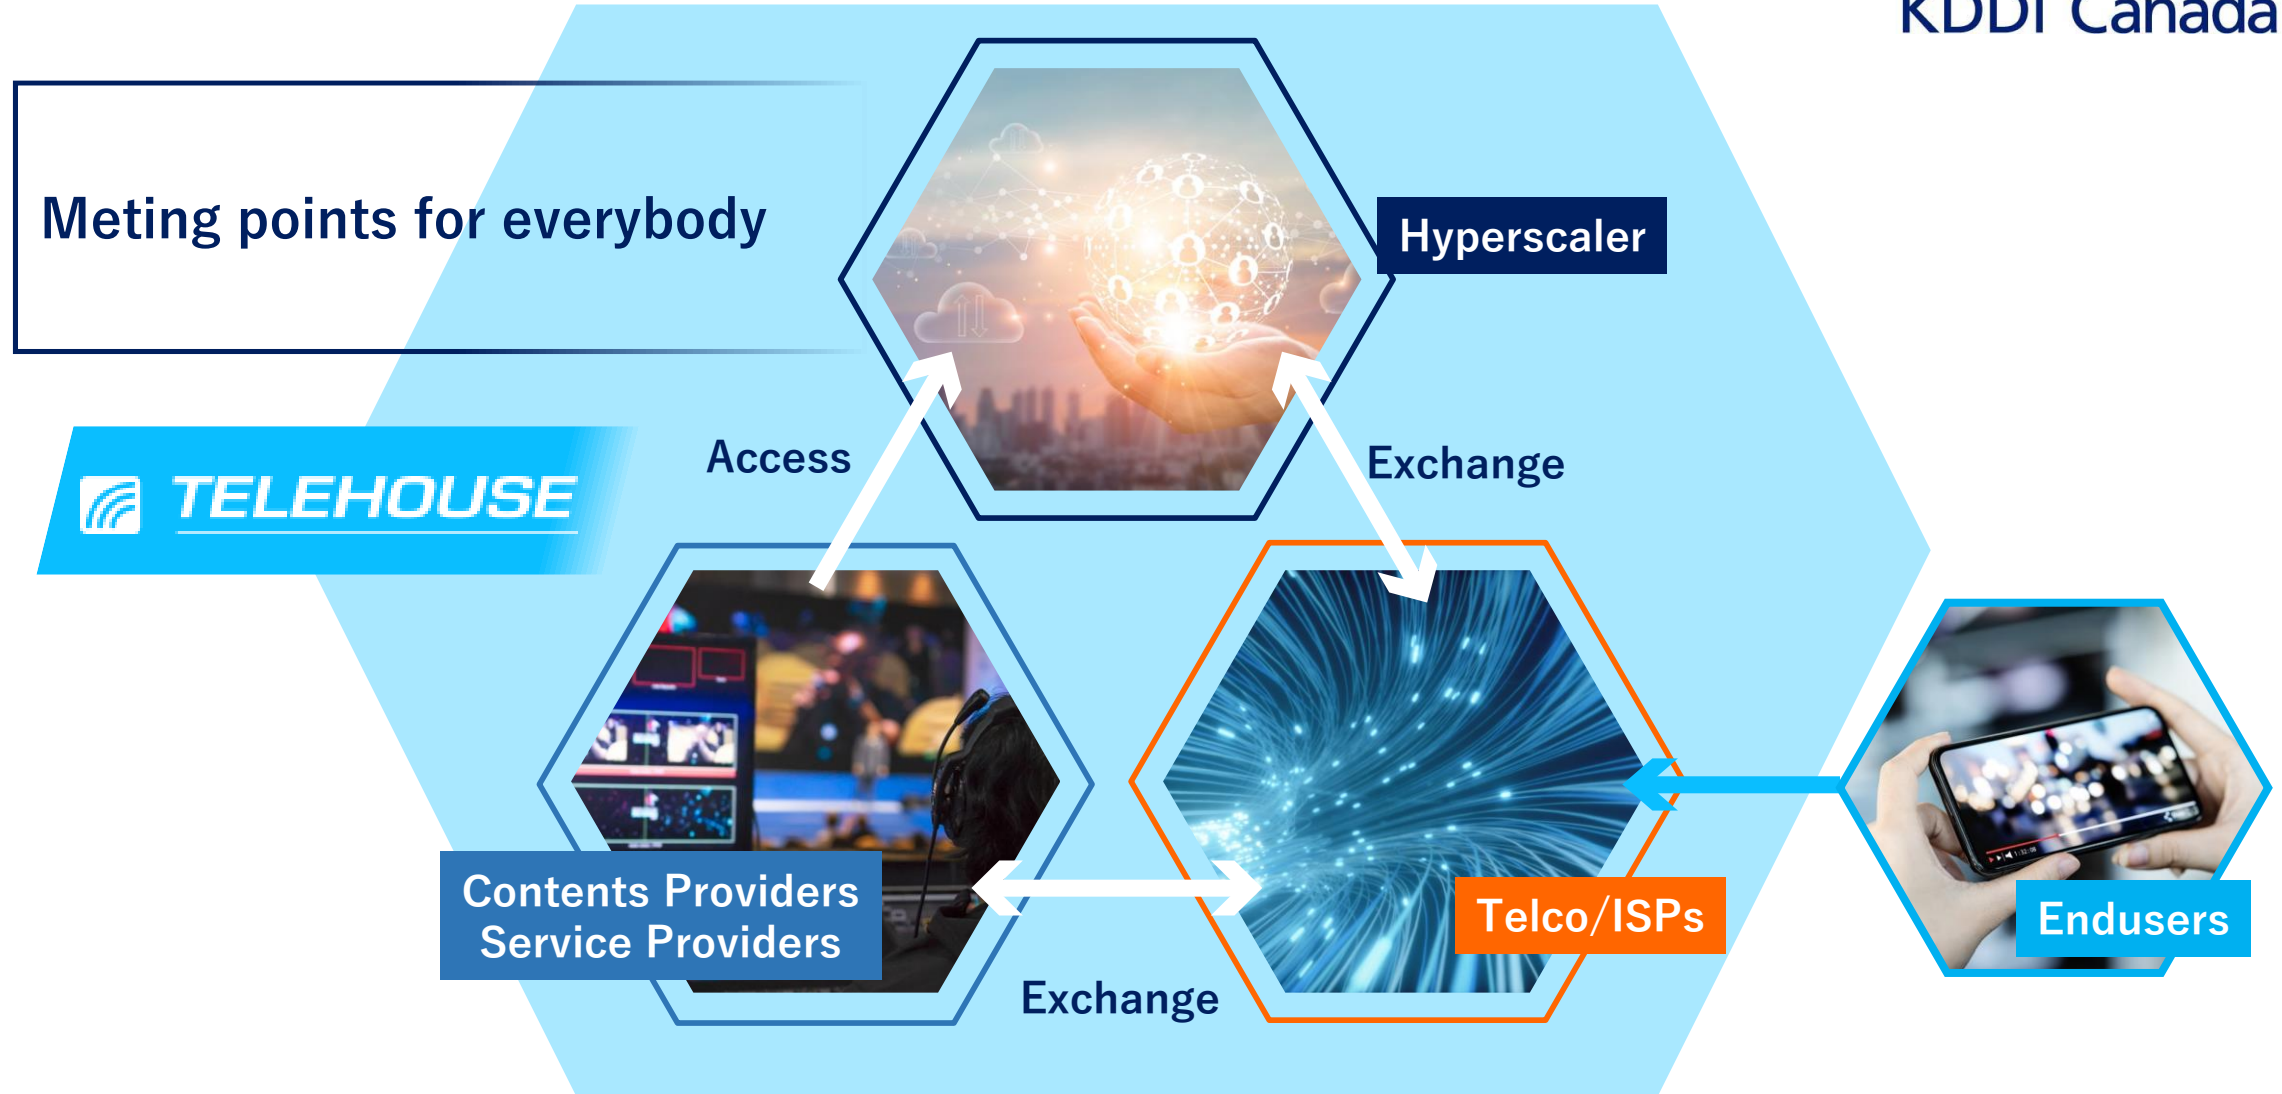 KDDI Canada
Meting points for everybody
Hyperscaler
Access
Exchange
TELEHOUSE
Contents Providers
Service Providers
Telco/ISPs
Endusers
Exchange